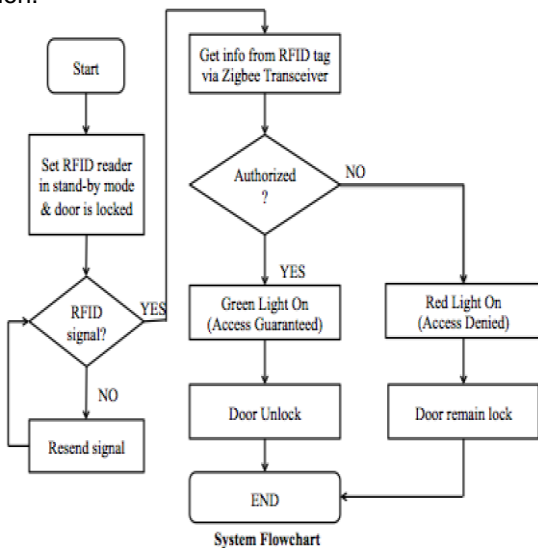 Start
Set RFID reader
in stand-by mode
& door is locked
RFID
signal?
YES
NO
Resend signal
Get info from RFID tag
via Zigbee Transceiver
Authorized
?
NO
YES
Green Light On
(Access Guaranteed)
Door Unlock
Red Light On
(Access Denied)
Door remain lock
END
System Flowchart